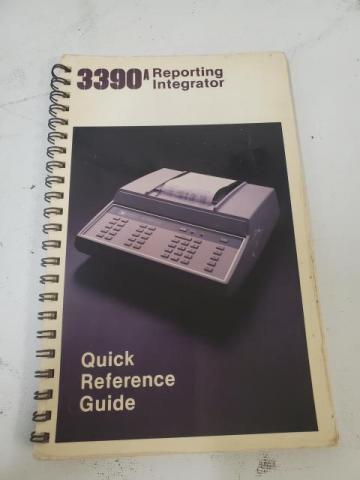 3390A Reporting
Integrator
Quick
Reference
Guide